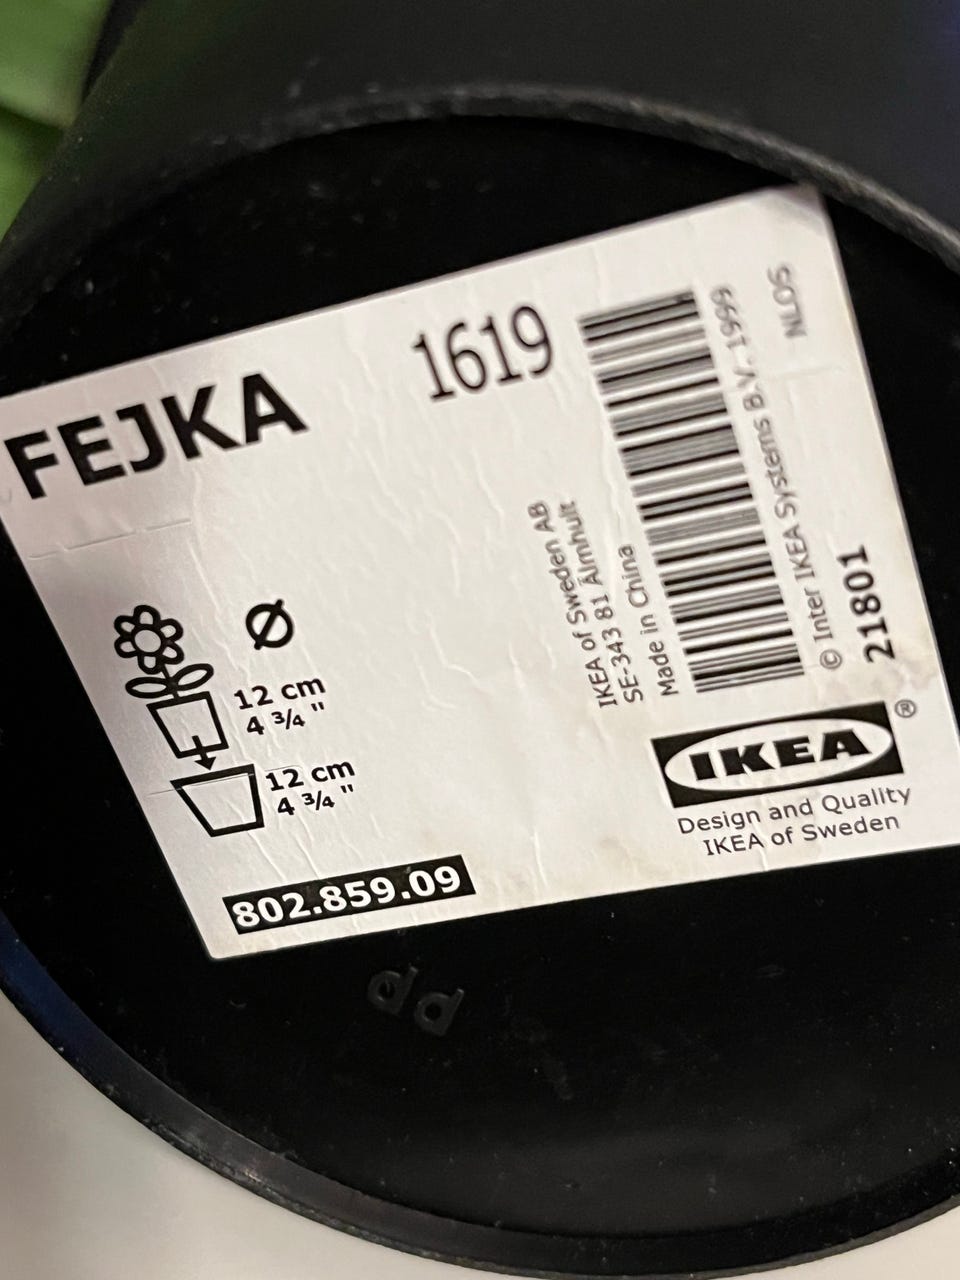 FEJKA
1619
Ø
12 cm
4 ¾ "
12 cm
4 ¾ "
802.859.09
IKEA of Sweden AB
SE-343 81 Älmhult
Made in China
© Inter IKEA Systems B.V. 1999
21801
NLOS
IKEA®
Design and Quality
IKEA of Sweden
PP